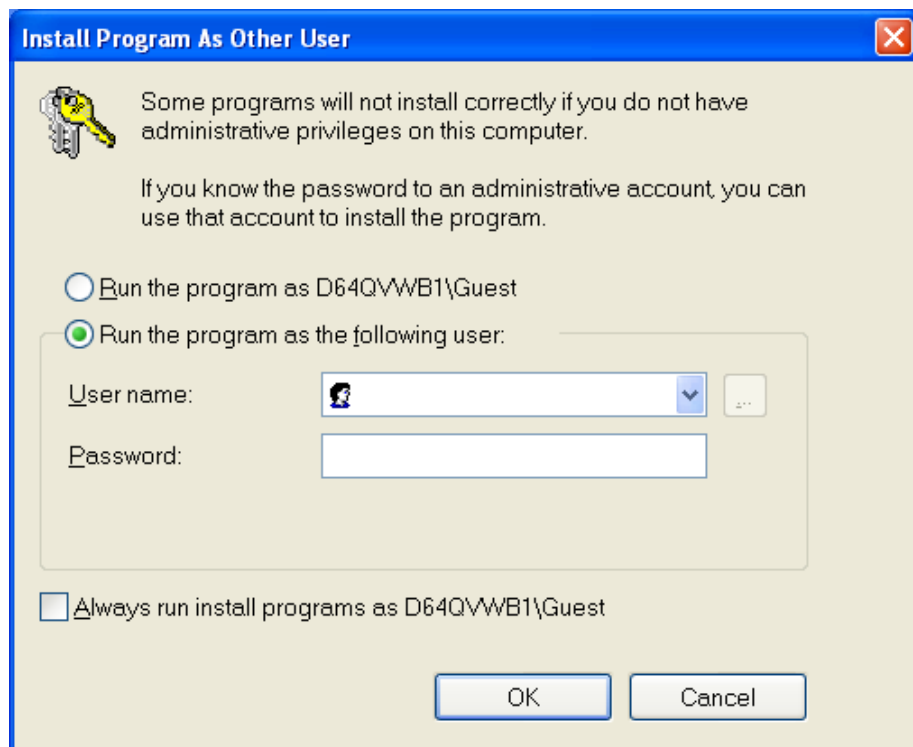 Install Program As Other User
Some programs will not install correctly if you do not have
administrative privileges on this computer.
If you know the password to an administrative account, you can
use that account to install the program.
Run the program as D64QVWB1\Guest
Run the program as the following user:
User name:
...
Password:
Always run install programs as D64QVWB1\Guest
OK Cancel